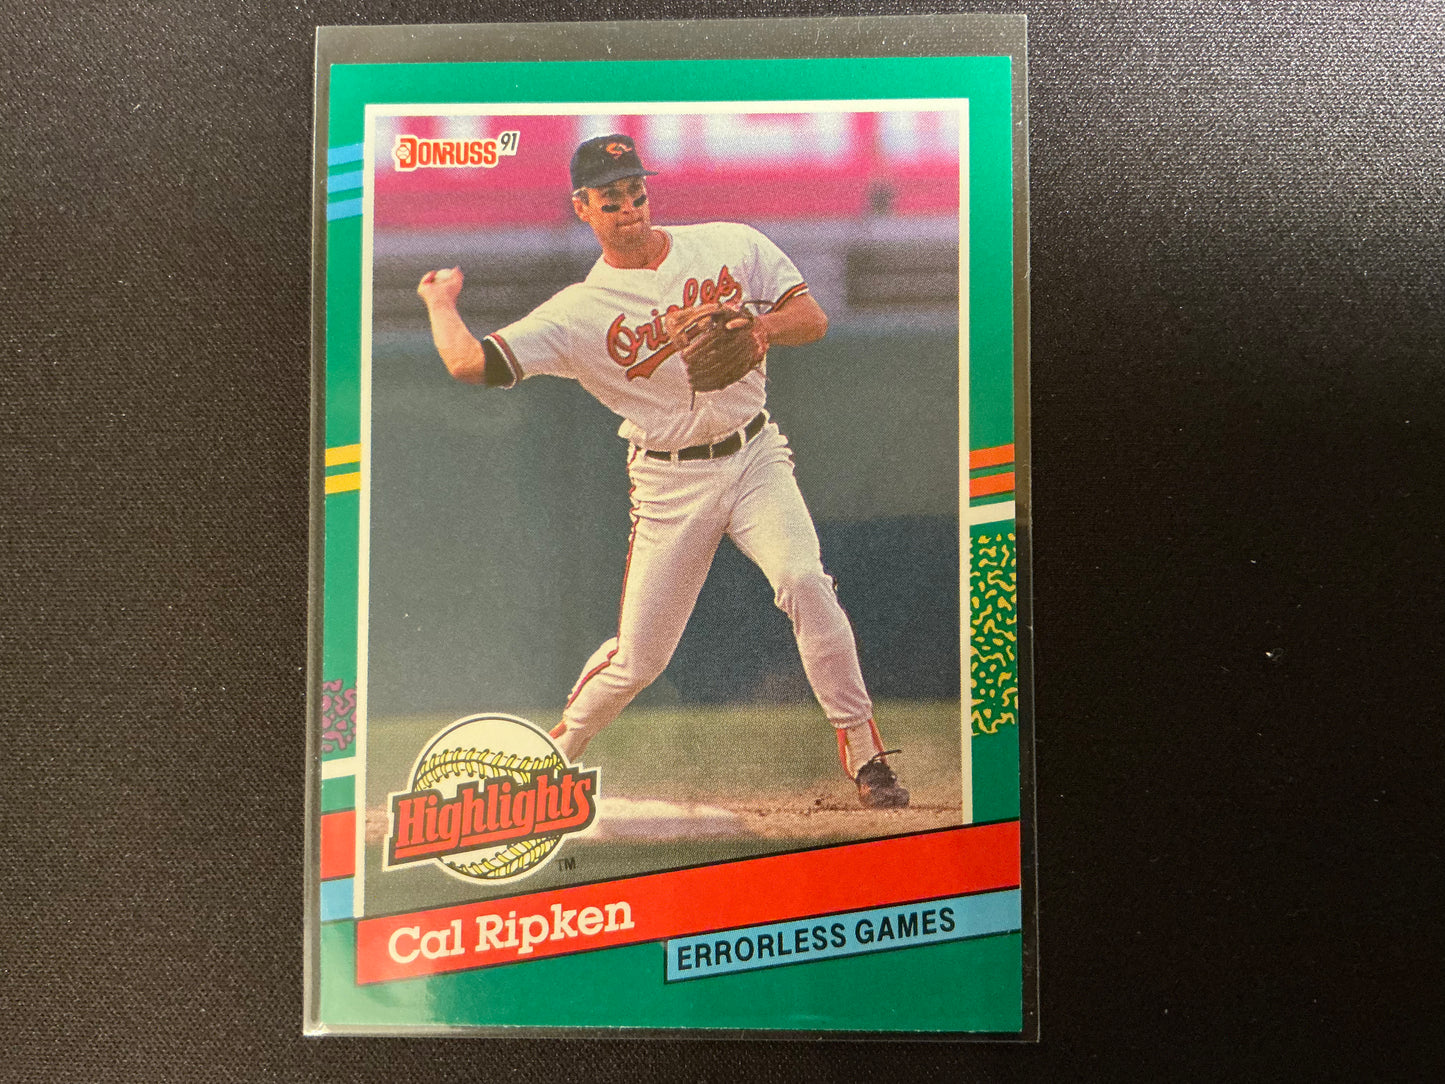 DONRUSS 91
Orioles
Highlights
TM
Cal Ripken
ERRORLESS GAMES